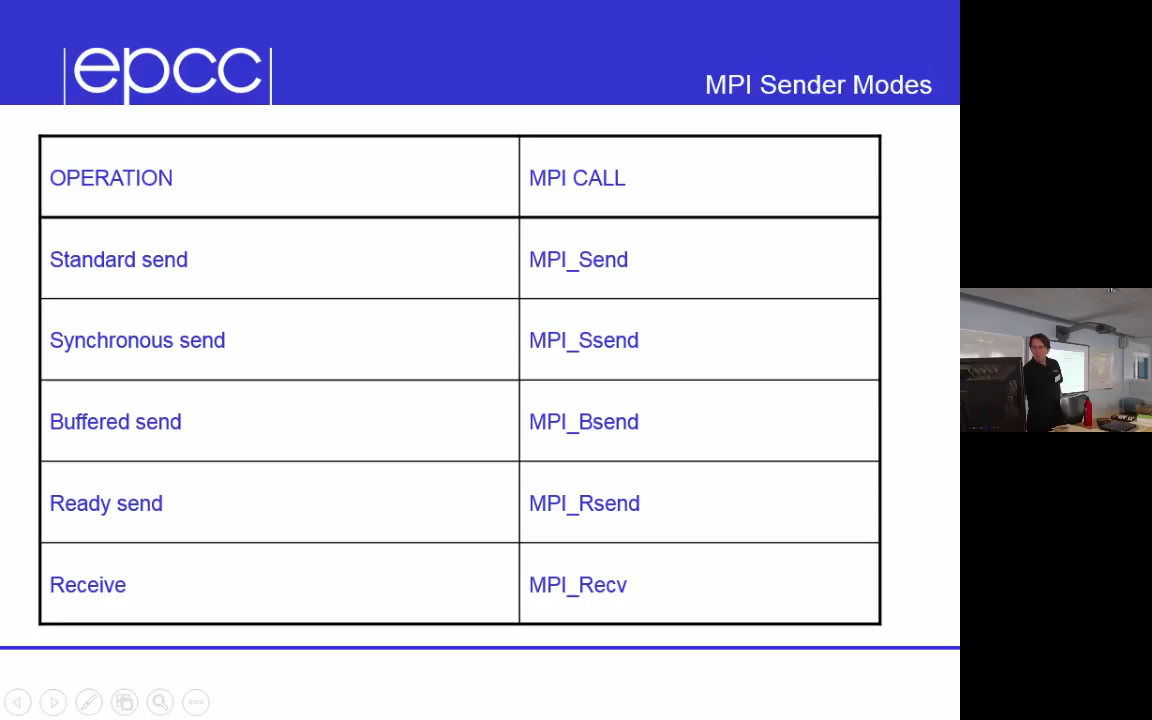 epcc
MPI Sender Modes
OPERATION
MPI CALL
Standard send
MPI_Send
Synchronous send
MPI_Ssend
Buffered send
MPI_Bsend
Ready send
MPI_Rsend
Receive
MPI_Recv